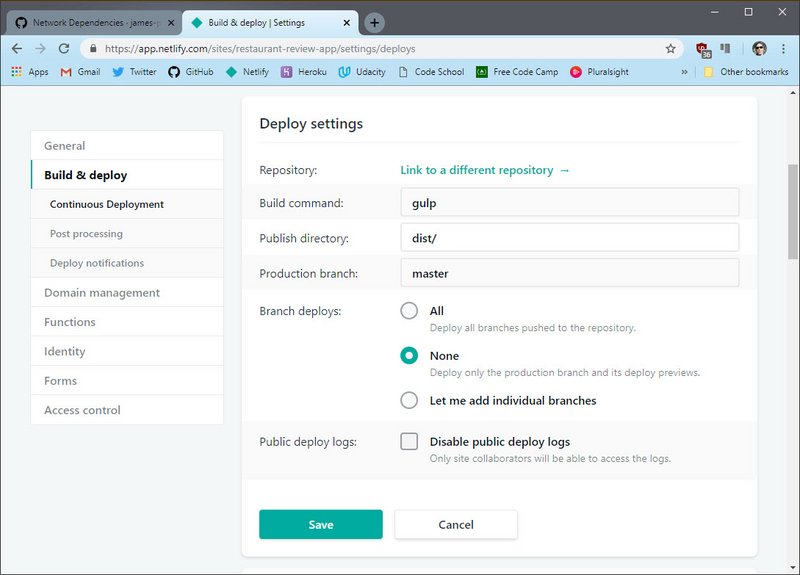 Network Dependencies - james-p
Build & deploy | Settings
https://app.netlify.com/sites/restaurant-review-app/settings/deploys
36
Apps Gmail Twitter GitHub Netlify Heroku Udacity Code School Free Code Camp Pluralsight » Other bookmarks
General
Build & deploy
Continuous Deployment
Post processing
Deploy notifications
Domain management
Functions
Identity
Forms
Access control
Deploy settings
Repository: Link to a different repository →
Build command: gulp
Publish directory: dist/
Production branch: master
Branch deploys: All
Deploy all branches pushed to the repository.
None
Deploy only the production branch and its deploy previews.
Let me add individual branches
Public deploy logs: Disable public deploy logs
Only site collaborators will be able to access the logs.
Save Cancel